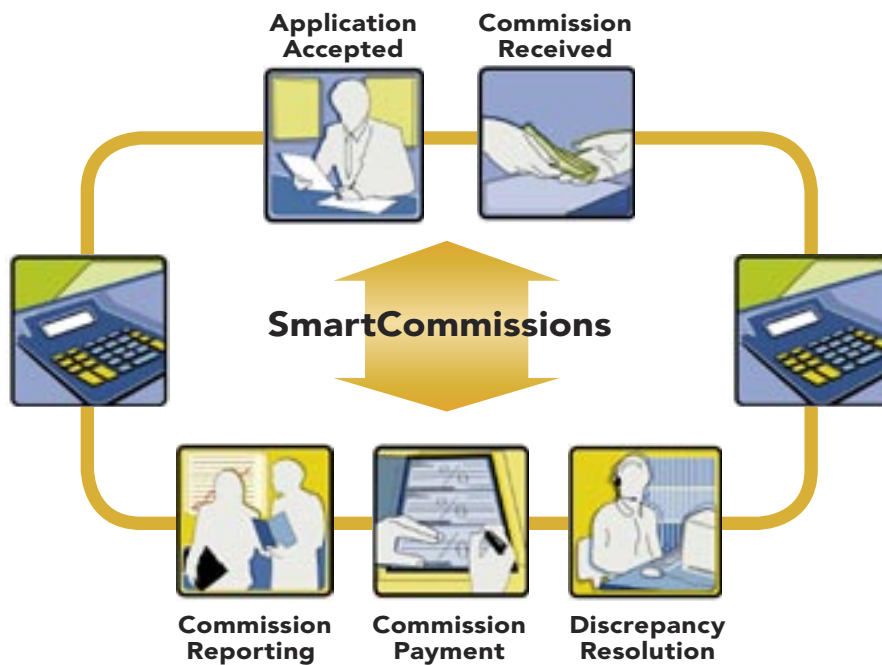 Application
Accepted
Commission
Received
SmartCommissions
Commission
Reporting
Commission
Payment
Discrepancy
Resolution